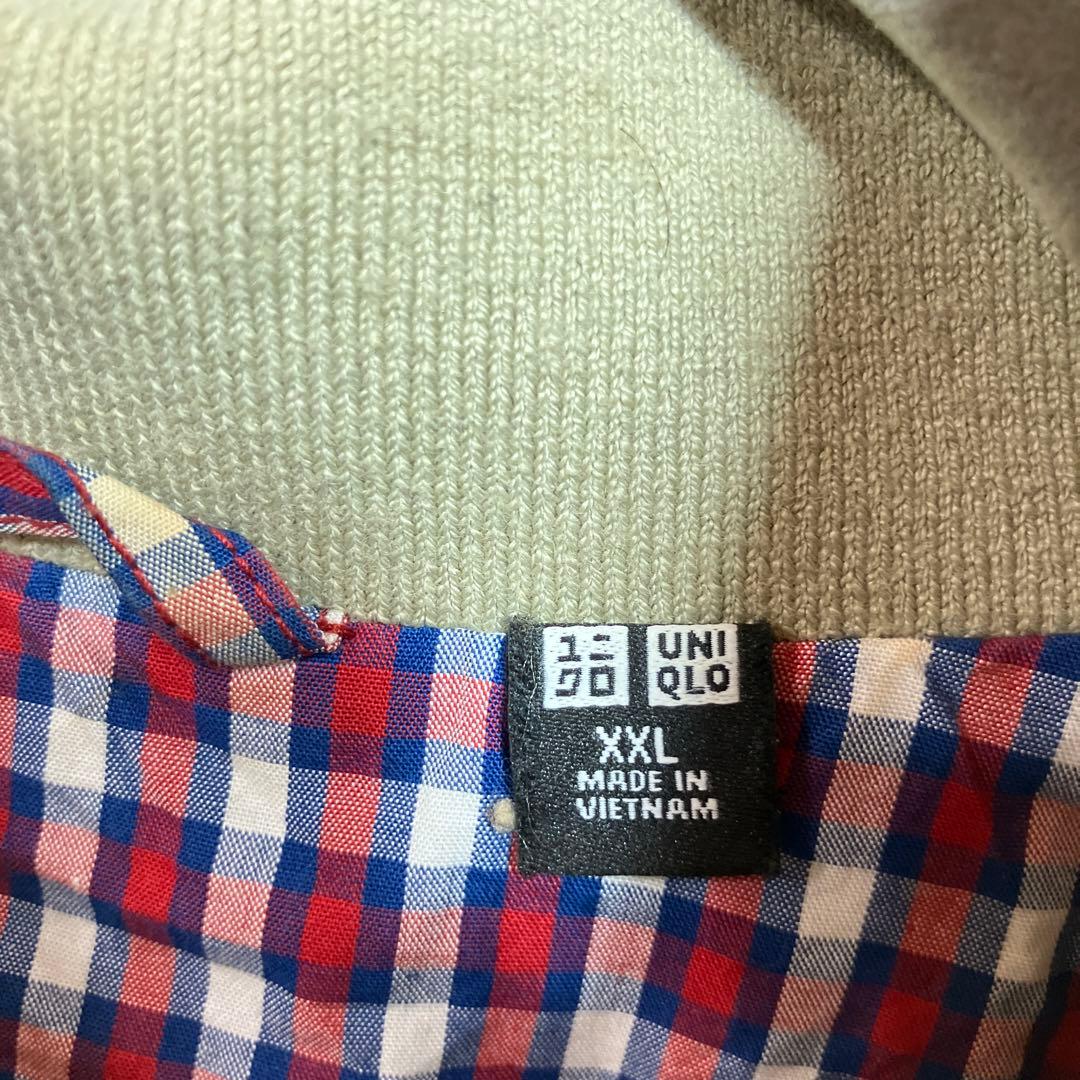 ユニ UNI
クロ QLO
XXL
MADE IN
VIETNAM